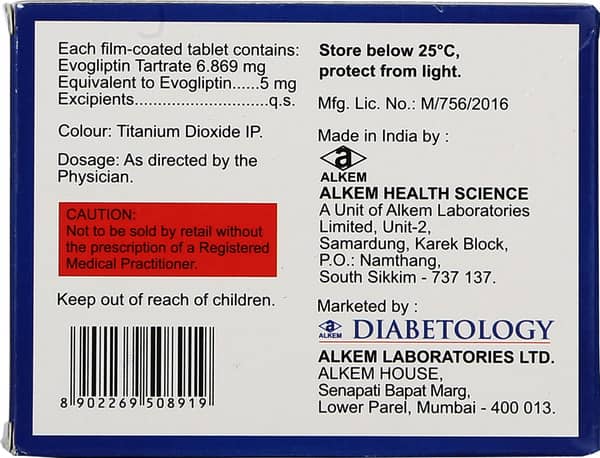 Each film-coated tablet contains:
Evogliptin Tartrate 6.869 mg
Equivalent to Evogliptin......5 mg
Excipients.............................q.s.
Colour: Titanium Dioxide IP.
Dosage: As directed by the
Physician.
CAUTION:
Not to be sold by retail without
the prescription of a Registered
Medical Practitioner.
Keep out of reach of children.
8 902269 508919
Store below 25°C,
protect from light.
Mfg. Lic. No.: M/756/2016
Made in India by :
a
ALKEM
ALKEM HEALTH SCIENCE
A Unit of Alkem Laboratories
Limited, Unit-2,
Samardung, Karek Block,
P.O.: Namthang,
South Sikkim - 737 137.
Marketed by :
a
ALKEM
DIABETOLOGY
ALKEM LABORATORIES LTD.
ALKEM HOUSE,
Senapati Bapat Marg,
Lower Parel, Mumbai - 400 013.